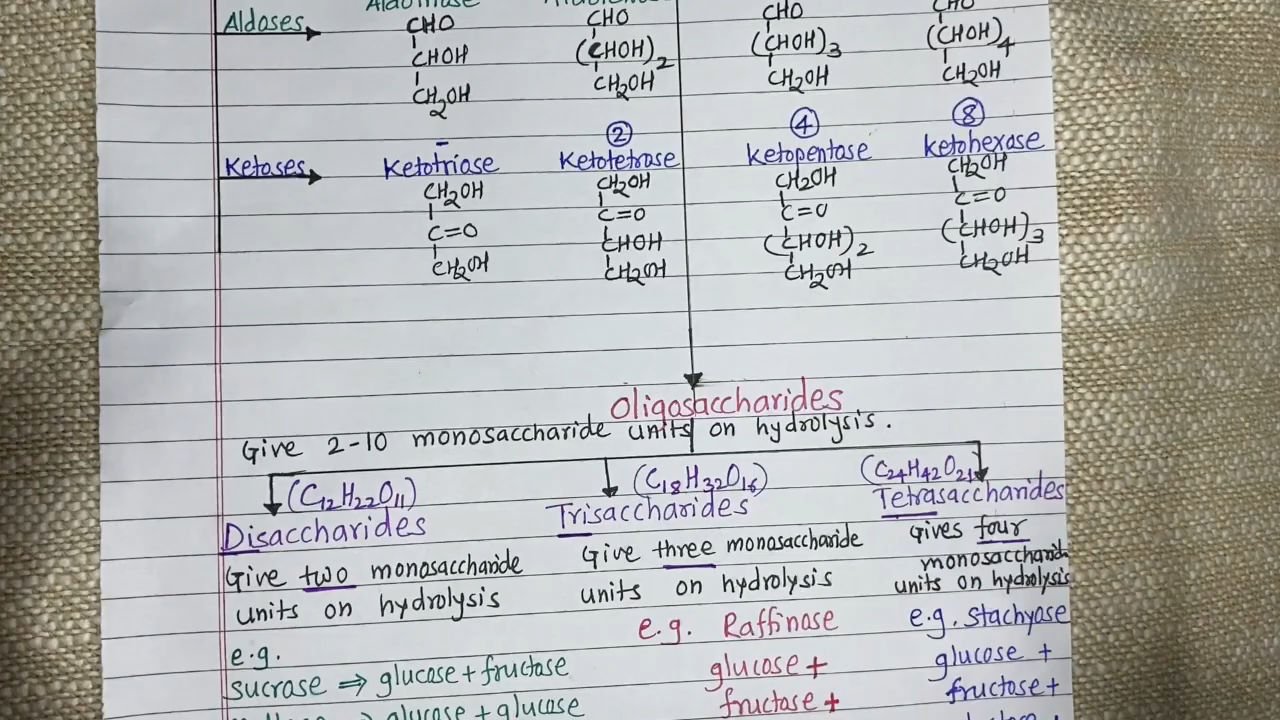 Aldoses
CHO CHO CHO CHO
CHOH (CHOH)2 (CHOH)3 (CHOH)4
CH2OH CH2OH CH2OH CH2OH
- ② ④ ⑧
Ketoses Ketotriose Ketotetrose Ketopentose Ketohexose
CH2OH CH2OH CH2OH CH2OH
C=O C=O C=O C=O
CH2OH CHOH (CHOH)2 (CHOH)3
CH2OH CH2OH CH2OH
Oligosaccharides
Give 2-10 monosaccharide units on hydrolysis.
(C12H22O11) (C18H32O16) (C24H42O21)
Disaccharides Trisaccharides Tetrasaccharides
Give two monosaccharide
units on hydrolysis
e.g.
sucrose ⇒ glucose + fructose
glucose + glucose
Give three monosaccharide
units on hydrolysis
e.g. Raffinose
glucose +
fructose +
Gives four
monosaccharide
units on hydrolysis
e.g. Stachyose
glucose +
fructose +